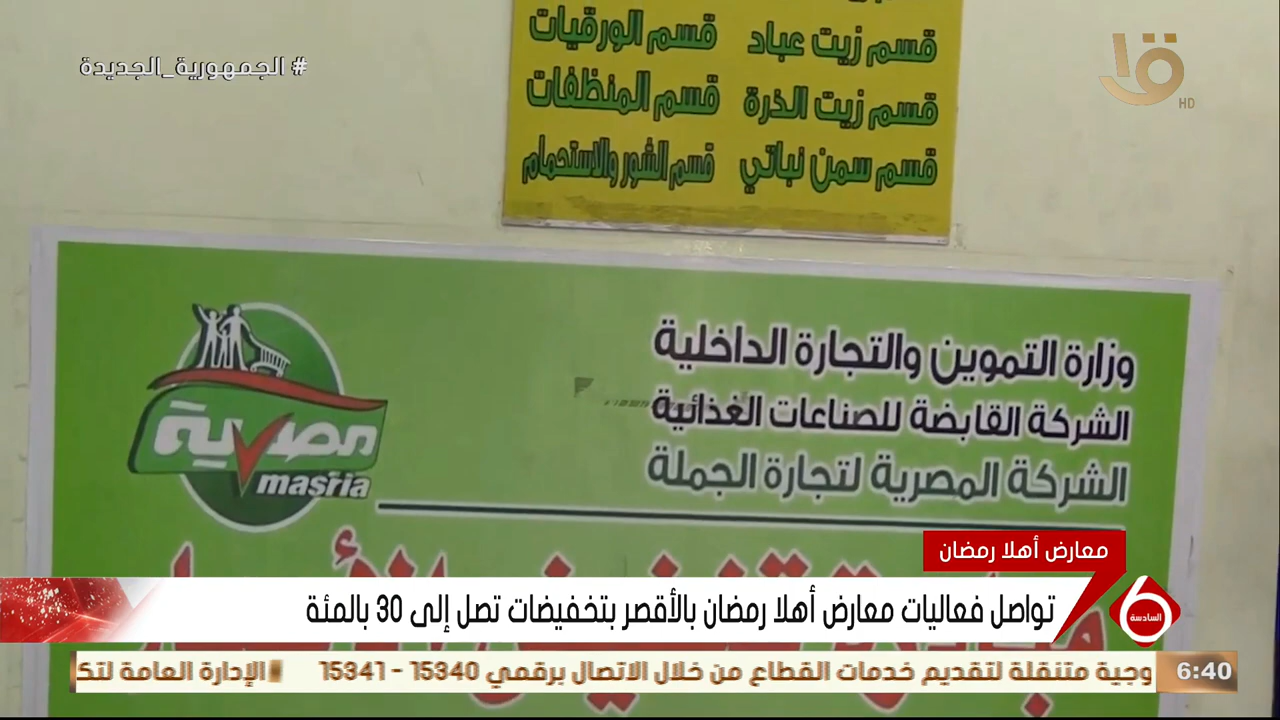 # الجمهورية_الجديدة
HD
قسم زيت عباد
قسم الورقيات
قسم زيت الذرة
قسم المنظفات
قسم سمن نباتي
قسم الشور والاستحمام
وزارة التموين والتجارة الداخلية
الشركة القابضة للصناعات الغذائية
الشركة المصرية لتجارة الجملة
مصرية
masria
معارض أهلا رمضان
تواصل فعاليات معارض أهلا رمضان بالأقصر بتخفيضات تصل إلى 30 بالمئة
السادسة
6:40
وجية متنقلة لتقديم خدمات القطاع من خلال الاتصال برقمي 15340 - 15341
الإدارة العامة لتك